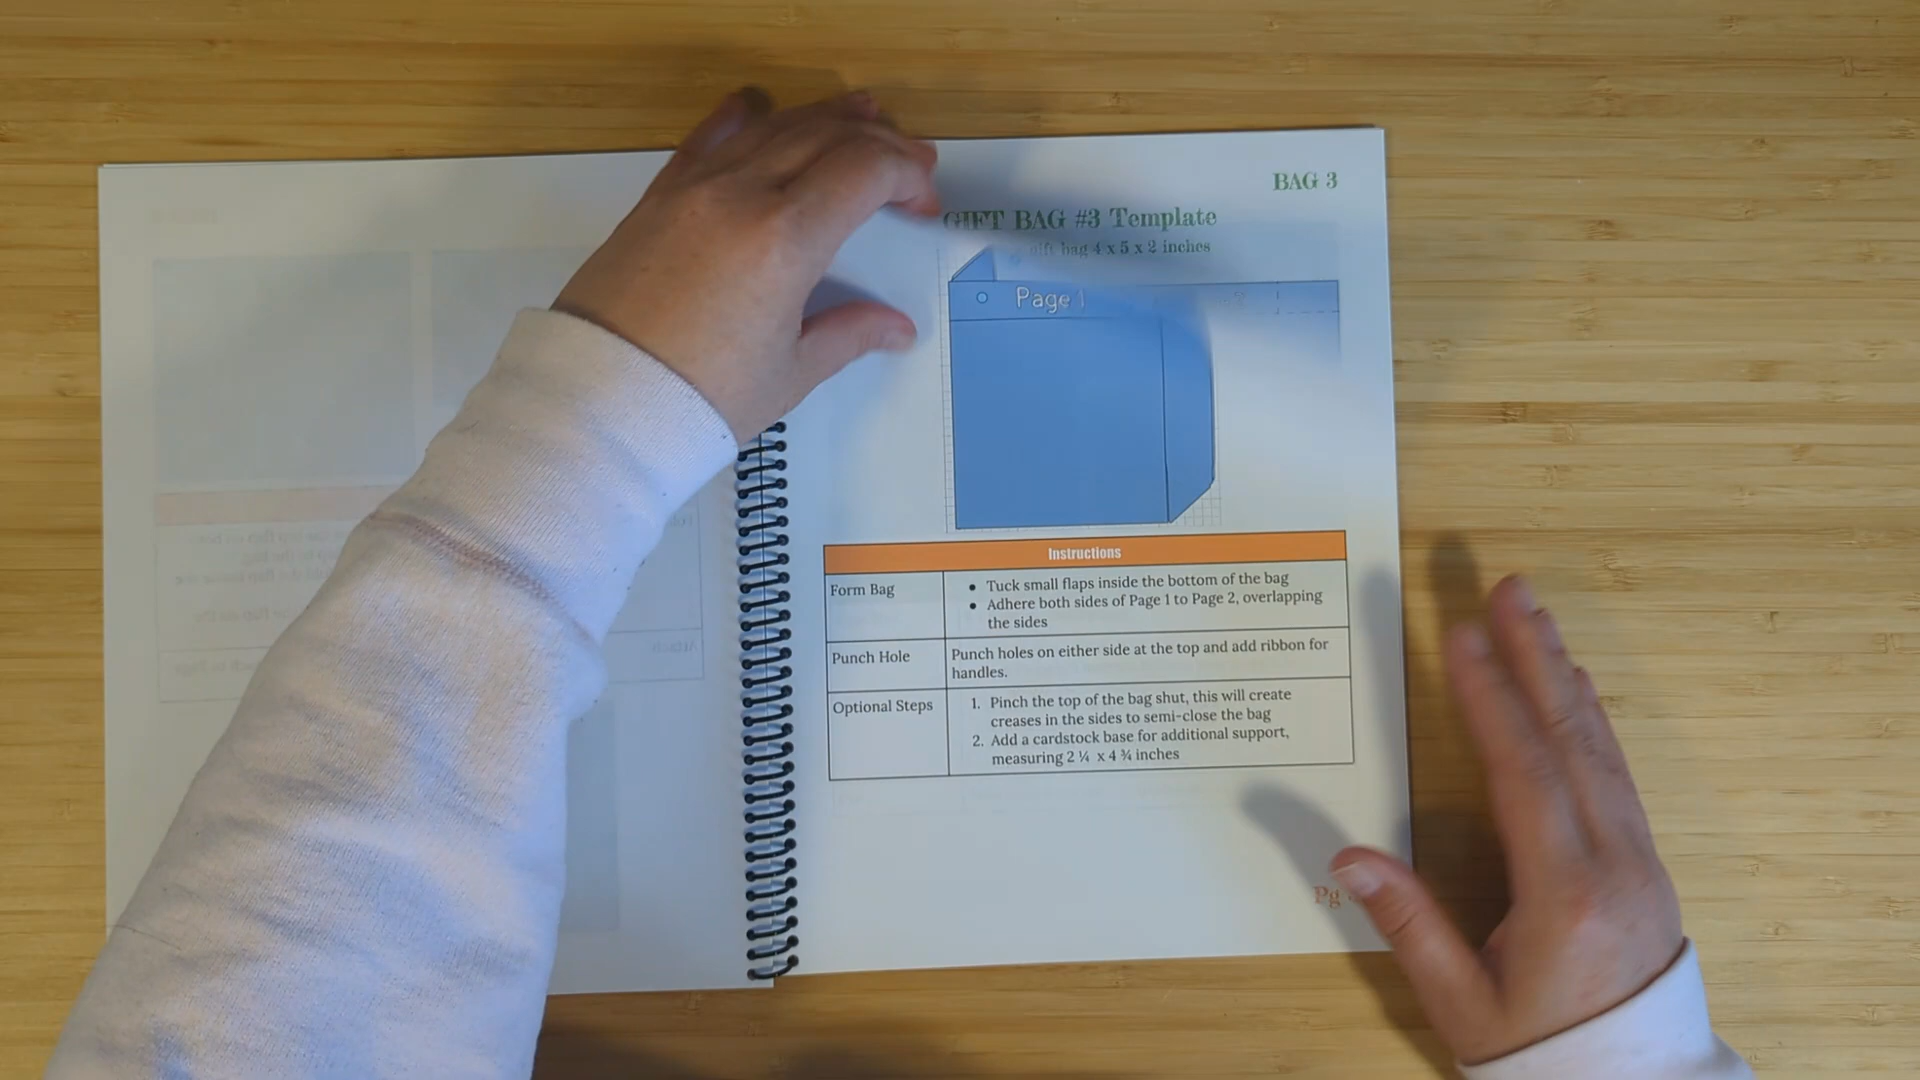 BAG 3
GIFT BAG #3 Template
gift bag 4 x 5 x 2 inches
Page 1
Instructions
Form Bag
• Tuck small flaps inside the bottom of the bag
• Adhere both sides of Page 1 to Page 2, overlapping
the sides
Punch Hole
Punch holes on either side at the top and add ribbon for
handles.
Optional Steps
1. Pinch the top of the bag shut, this will create
creases in the sides to semi-close the bag
2. Add a cardstock base for additional support,
measuring 2 ¼ x 4 ¾ inches
Pg